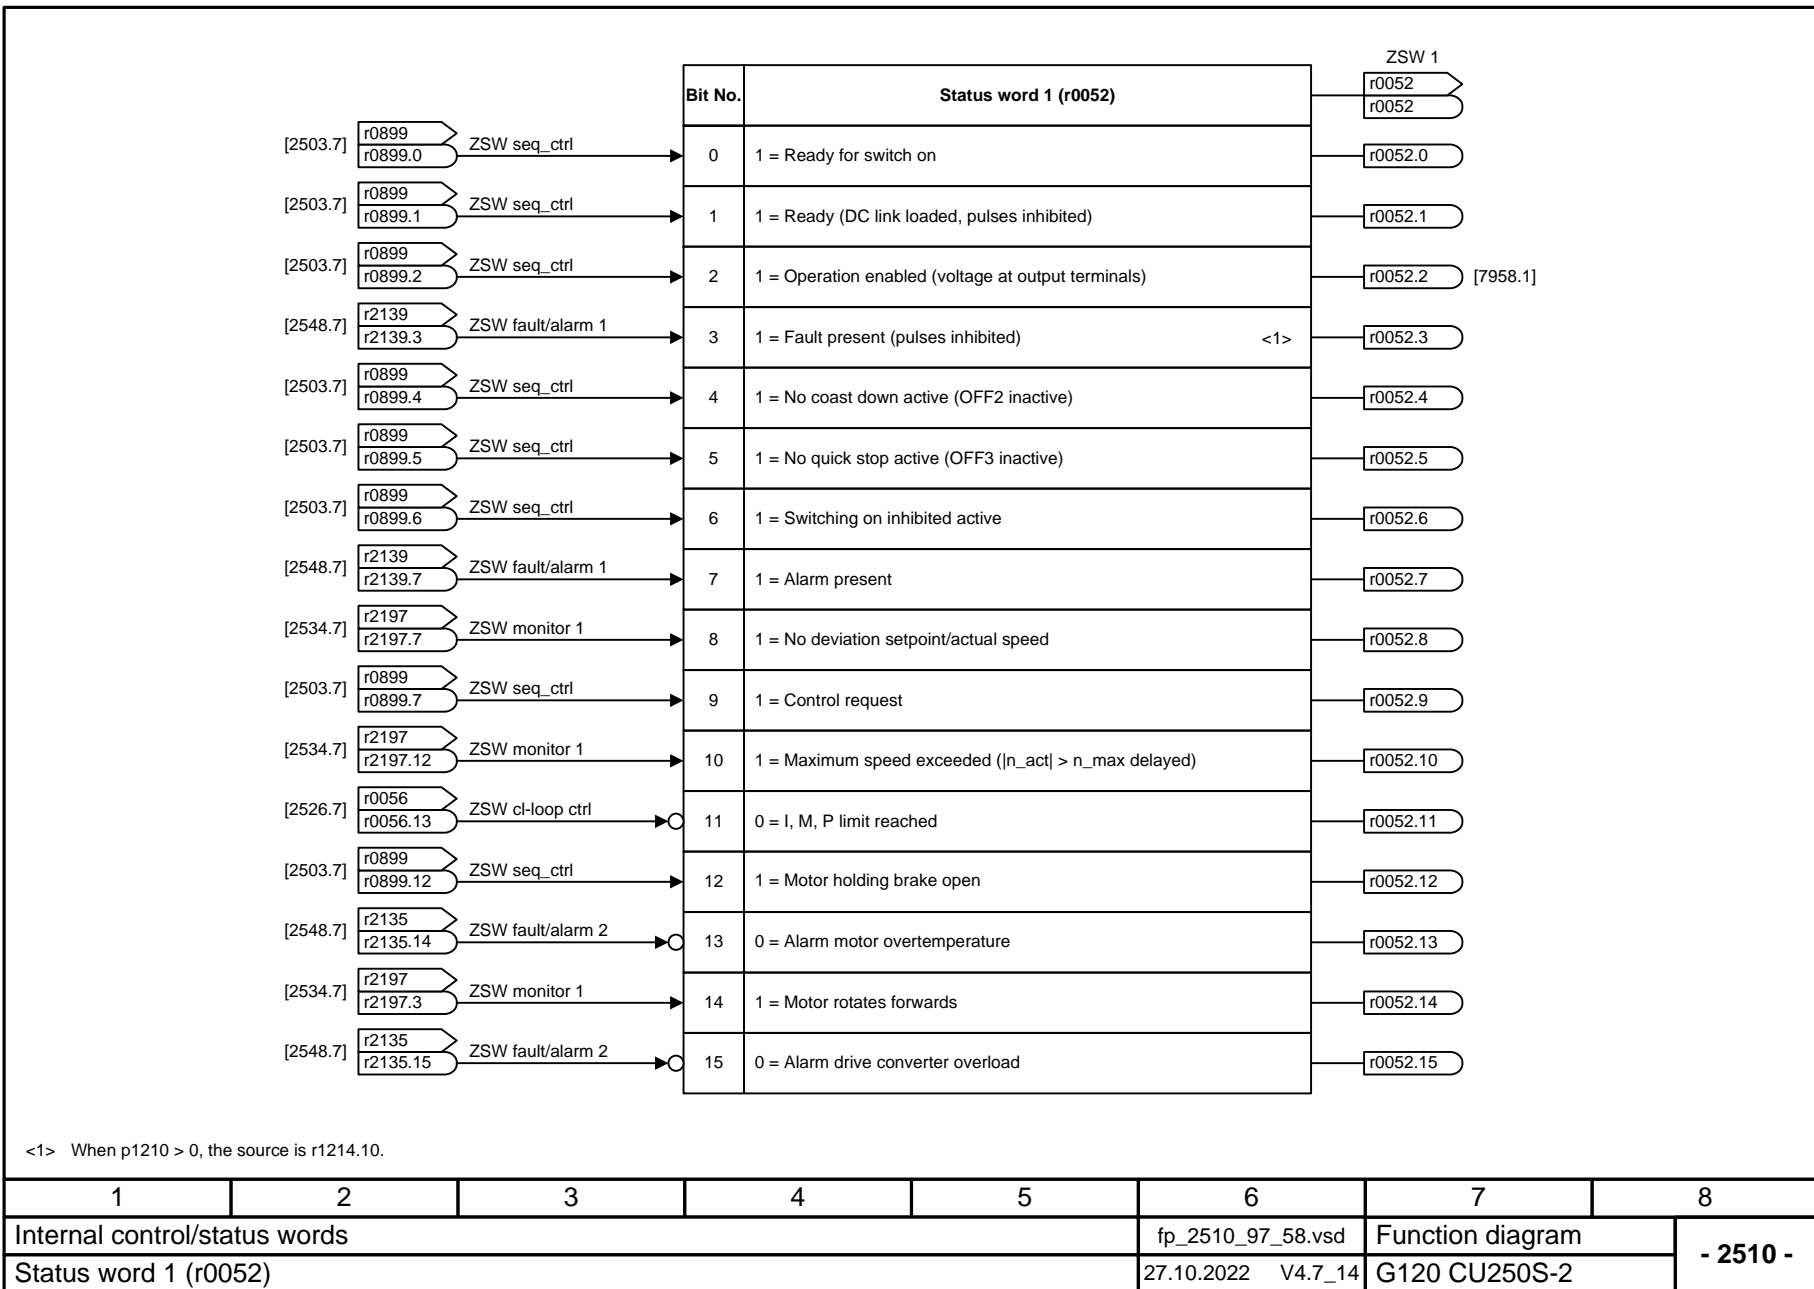 ZSW 1
Bit No. Status word 1 (r0052) r0052
r0052
r0899
[2503.7] r0899.0 ZSW seq_ctrl 0 1 = Ready for switch on r0052.0
r0899
[2503.7] r0899.1 ZSW seq_ctrl 1 1 = Ready (DC link loaded, pulses inhibited) r0052.1
r0899
[2503.7] r0899.2 ZSW seq_ctrl 2 1 = Operation enabled (voltage at output terminals) r0052.2 [7958.1]
r2139
[2548.7] r2139.3 ZSW fault/alarm 1 3 1 = Fault present (pulses inhibited) <1> r0052.3
r0899
[2503.7] r0899.4 ZSW seq_ctrl 4 1 = No coast down active (OFF2 inactive) r0052.4
r0899
[2503.7] r0899.5 ZSW seq_ctrl 5 1 = No quick stop active (OFF3 inactive) r0052.5
r0899
[2503.7] r0899.6 ZSW seq_ctrl 6 1 = Switching on inhibited active r0052.6
r2139
[2548.7] r2139.7 ZSW fault/alarm 1 7 1 = Alarm present r0052.7
r2197
[2534.7] r2197.7 ZSW monitor 1 8 1 = No deviation setpoint/actual speed r0052.8
r0899
[2503.7] r0899.7 ZSW seq_ctrl 9 1 = Control request r0052.9
r2197
[2534.7] r2197.12 ZSW monitor 1 10 1 = Maximum speed exceeded (|n_act| > n_max delayed) r0052.10
r0056
[2526.7] r0056.13 ZSW cl-loop ctrl 11 0 = I, M, P limit reached r0052.11
r0899
[2503.7] r0899.12 ZSW seq_ctrl 12 1 = Motor holding brake open r0052.12
r2135
[2548.7] r2135.14 ZSW fault/alarm 2 13 0 = Alarm motor overtemperature r0052.13
r2197
[2534.7] r2197.3 ZSW monitor 1 14 1 = Motor rotates forwards r0052.14
r2135
[2548.7] r2135.15 ZSW fault/alarm 2 15 0 = Alarm drive converter overload r0052.15
<1> When p1210 > 0, the source is r1214.10.
1 2 3 4 5 6 7 8
Internal control/status words fp_2510_97_58.vsd Function diagram - 2510 -
Status word 1 (r0052) 27.10.2022 V4.7_14 G120 CU250S-2